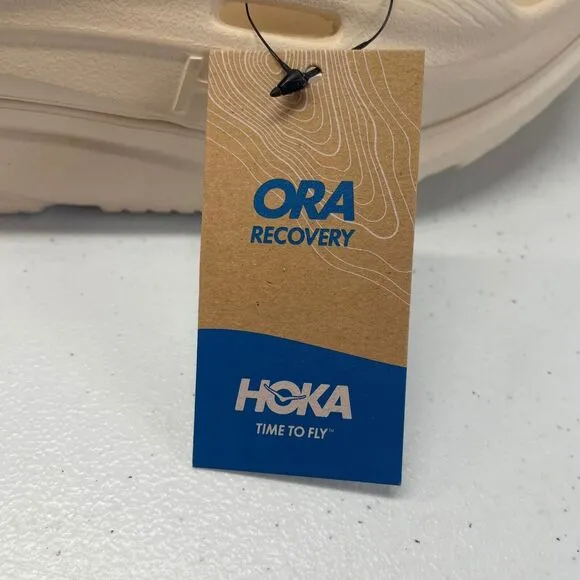 ORA
RECOVERY
HOKA
TIME TO FLY™